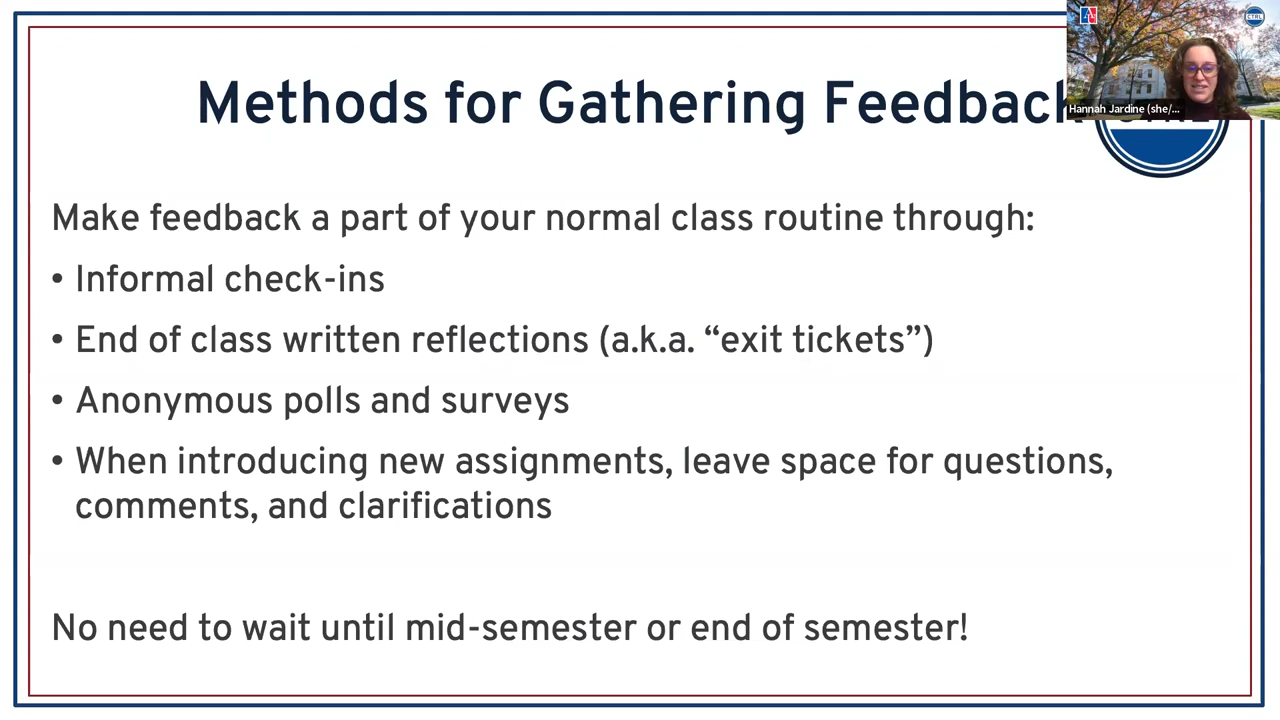 Methods for Gathering Feedback
CTRL
Hannah Jardine (she/...
Make feedback a part of your normal class routine through:
• Informal check-ins
• End of class written reflections (a.k.a. “exit tickets”)
• Anonymous polls and surveys
• When introducing new assignments, leave space for questions,
comments, and clarifications
No need to wait until mid-semester or end of semester!